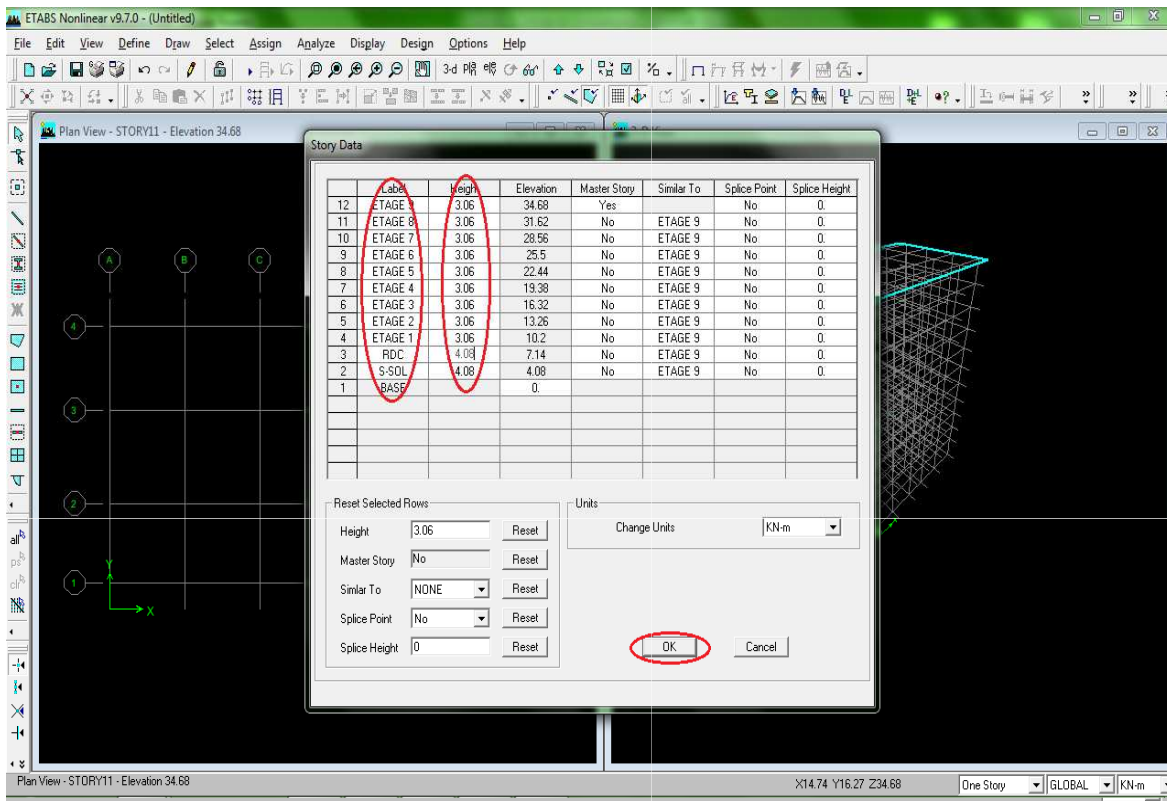 ETABS Nonlinear v9.7.0 - (Untitled)
File Edit View Define Draw Select Assign Analyze Display Design Options Help
3-d
Plan View - STORY11 - Elevation 34.68
Story Data
Label Height Elevation Master Story Similar To Splice Point Splice Height
12 ETAGE 9 3.06 34.68 Yes No 0.
11 ETAGE 8 3.06 31.62 No ETAGE 9 No 0.
10 ETAGE 7 3.06 28.56 No ETAGE 9 No 0.
9 ETAGE 6 3.06 25.5 No ETAGE 9 No 0.
8 ETAGE 5 3.06 22.44 No ETAGE 9 No 0.
7 ETAGE 4 3.06 19.38 No ETAGE 9 No 0.
6 ETAGE 3 3.06 16.32 No ETAGE 9 No 0.
5 ETAGE 2 3.06 13.26 No ETAGE 9 No 0.
4 ETAGE 1 3.06 10.2 No ETAGE 9 No 0.
3 RDC 4.08 7.14 No ETAGE 9 No 0.
2 S-SOL 4.08 4.08 No ETAGE 9 No 0.
1 BASE 0.
Reset Selected Rows
Height 3.06 Reset
Master Story No Reset
Simlar To NONE Reset
Splice Point No Reset
Splice Height 0 Reset
Units
Change Units KN-m
OK Cancel
A B C
4
3
2
1
Y
X
all
ps
clr
Plan View - STORY11 - Elevation 34.68
X14.74 Y16.27 Z34.68
One Story GLOBAL KN-m